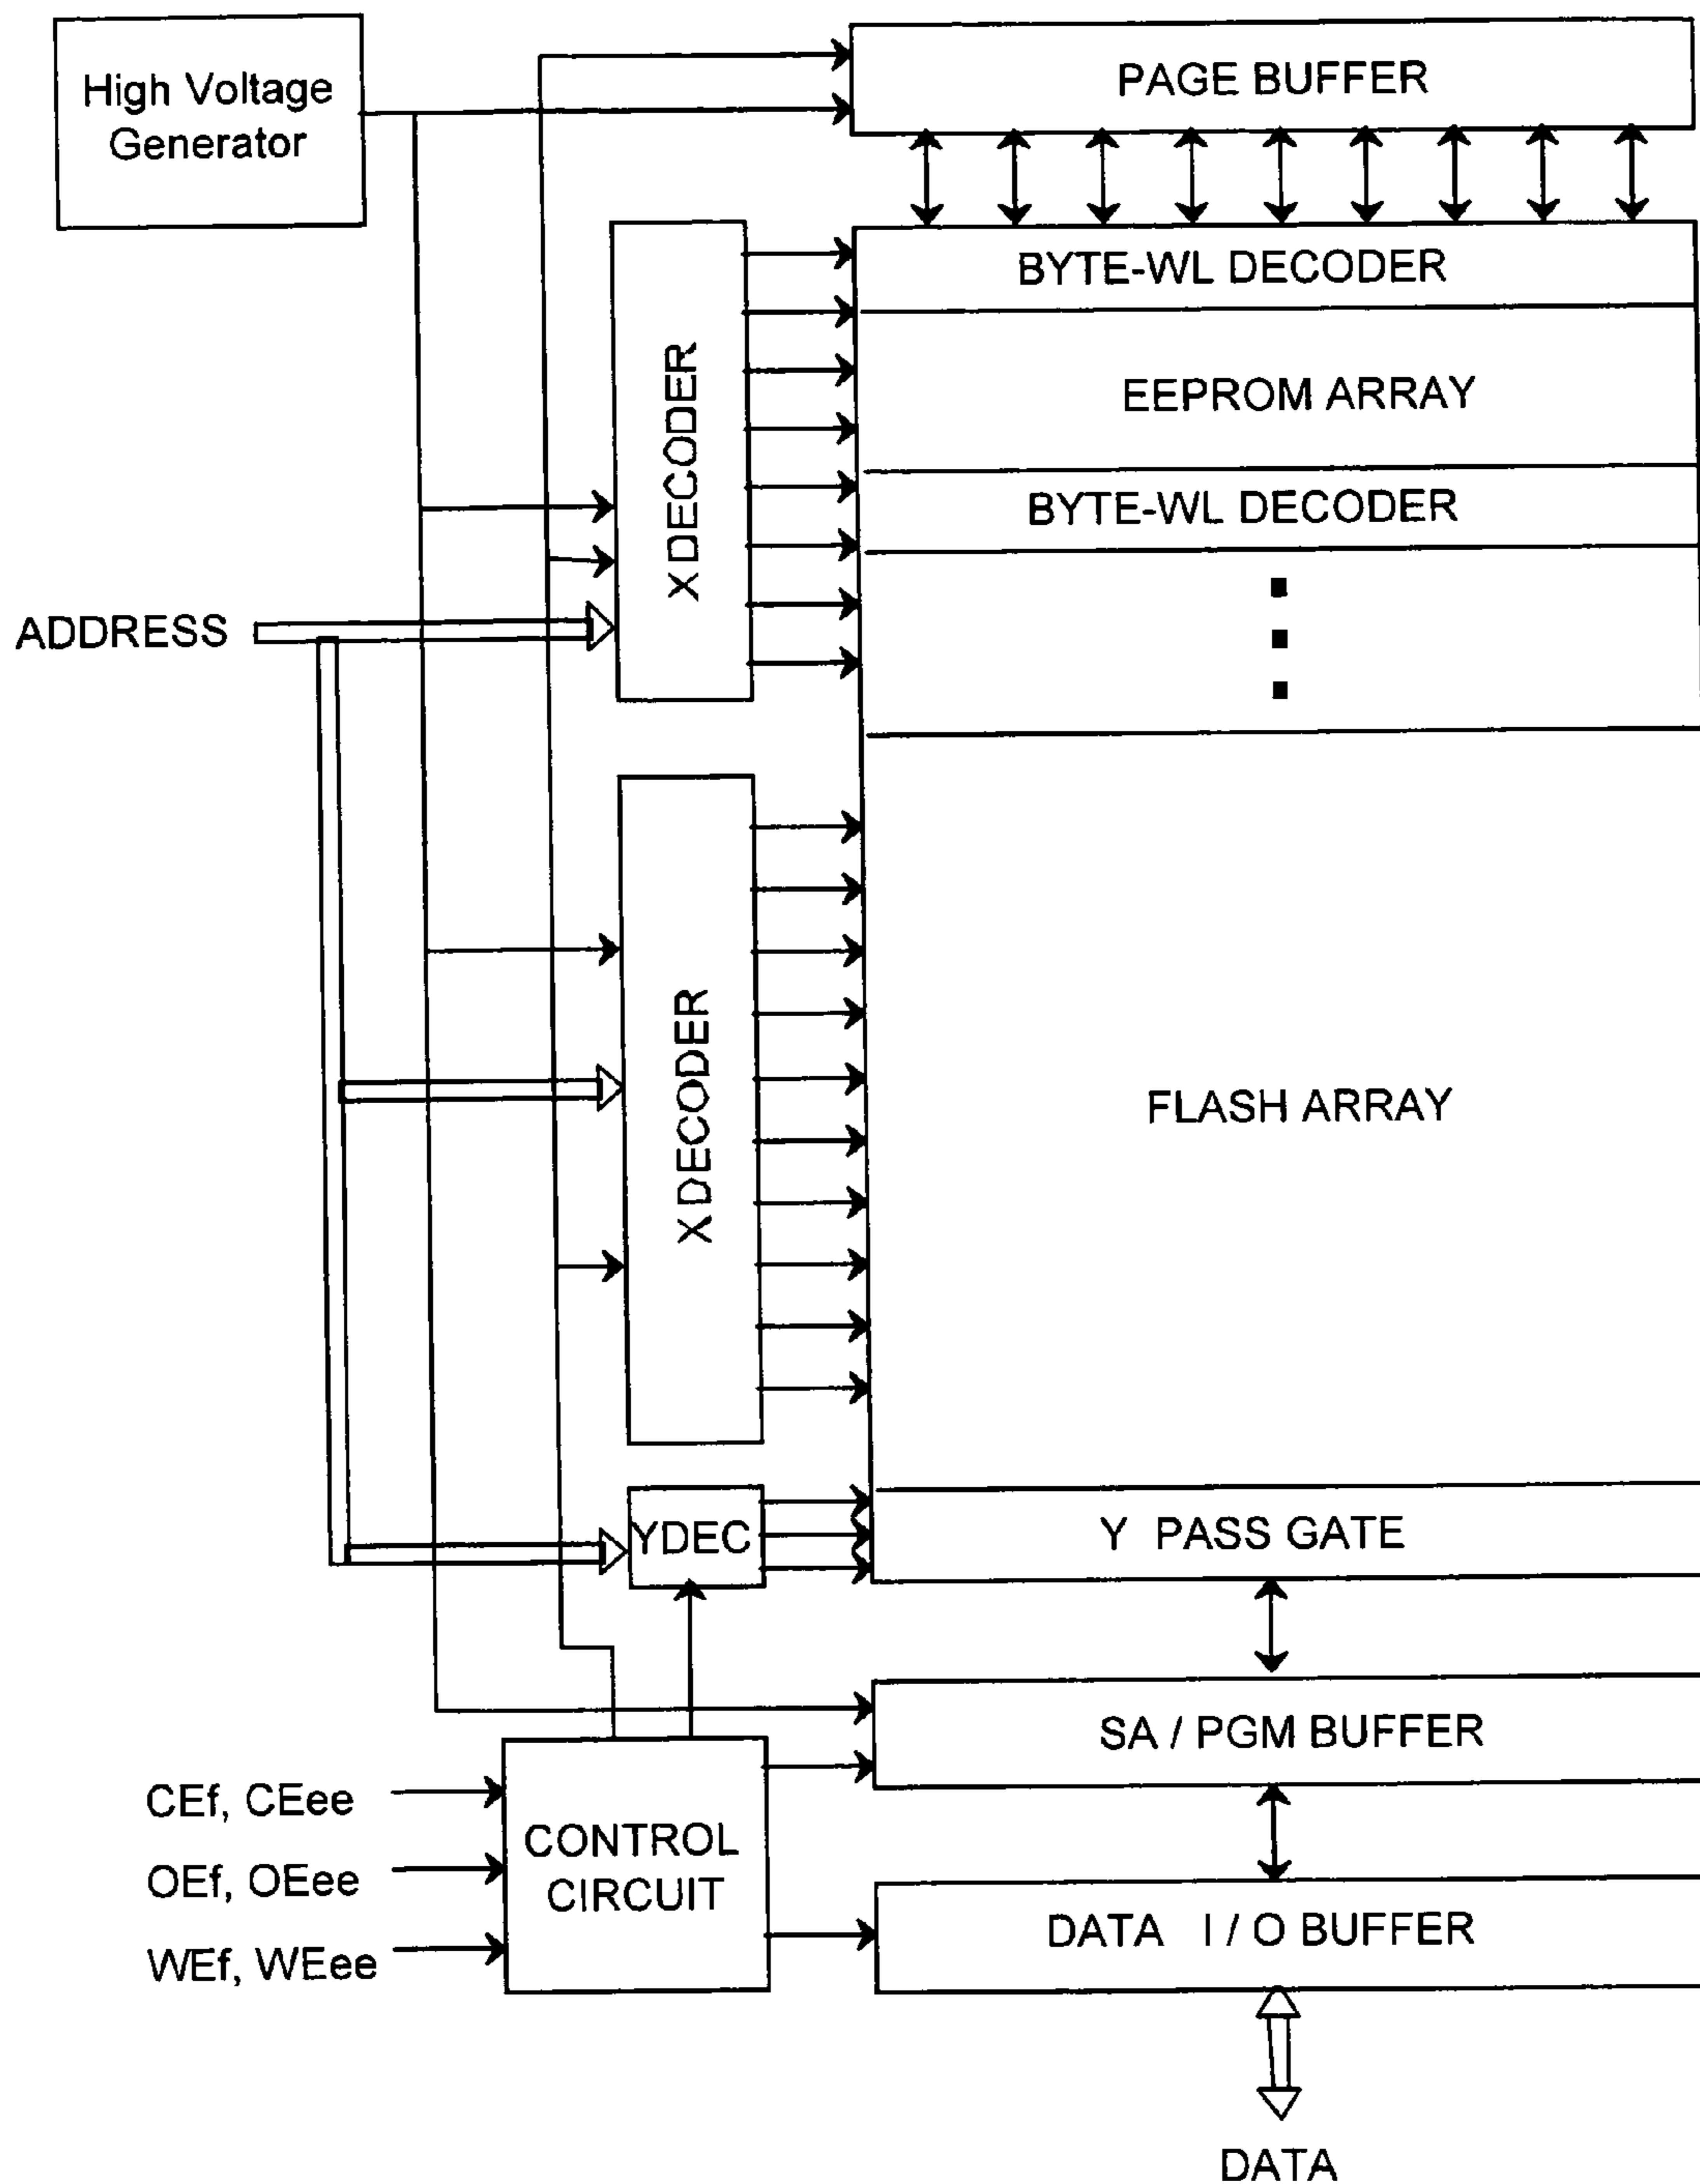 High Voltage
Generator
PAGE BUFFER
BYTE-WL DECODER
EEPROM ARRAY
BYTE-WL DECODER
X DECODER
ADDRESS
X DECODER
FLASH ARRAY
YDEC
Y PASS GATE
SA / PGM BUFFER
CEf, CEee
OEf, OEee
WEf, WEee
CONTROL
CIRCUIT
DATA I / O BUFFER
DATA